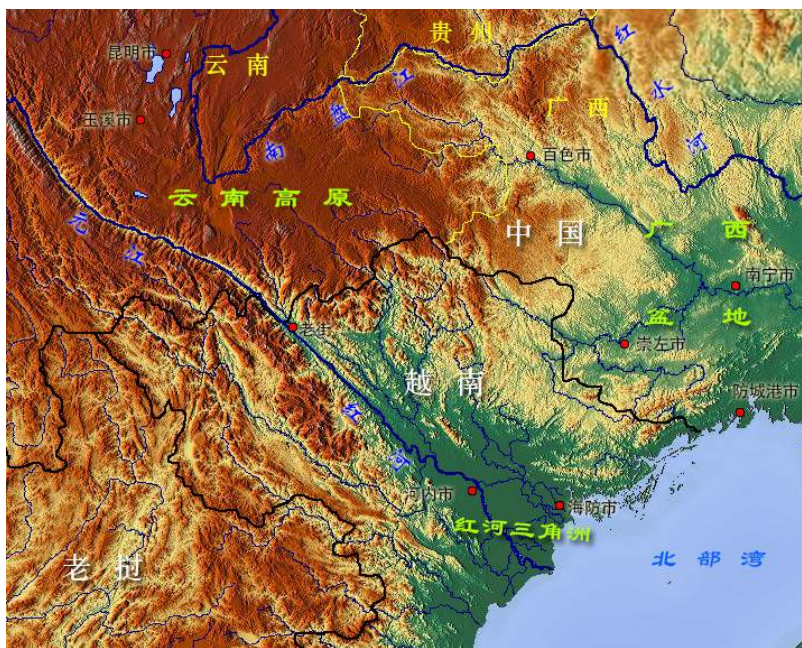 贵州
红水河
昆明市
云南
南盘江
广西
玉溪市
百色市
云南高原
元江
中国
广西
盆地
南宁市
老街
崇左市
越南
防城港市
红河
河内市
海防市
红河三角洲
老挝
北部湾